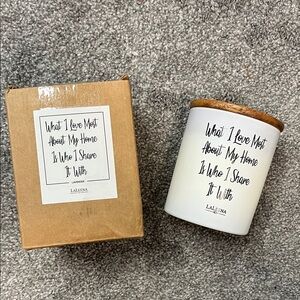 What I Love Most
About My Home
Is Who I Share
It With
LAVENDER
LALUNA
What I Love Most
About My Home
Is Who I Share
It With
LALUNA